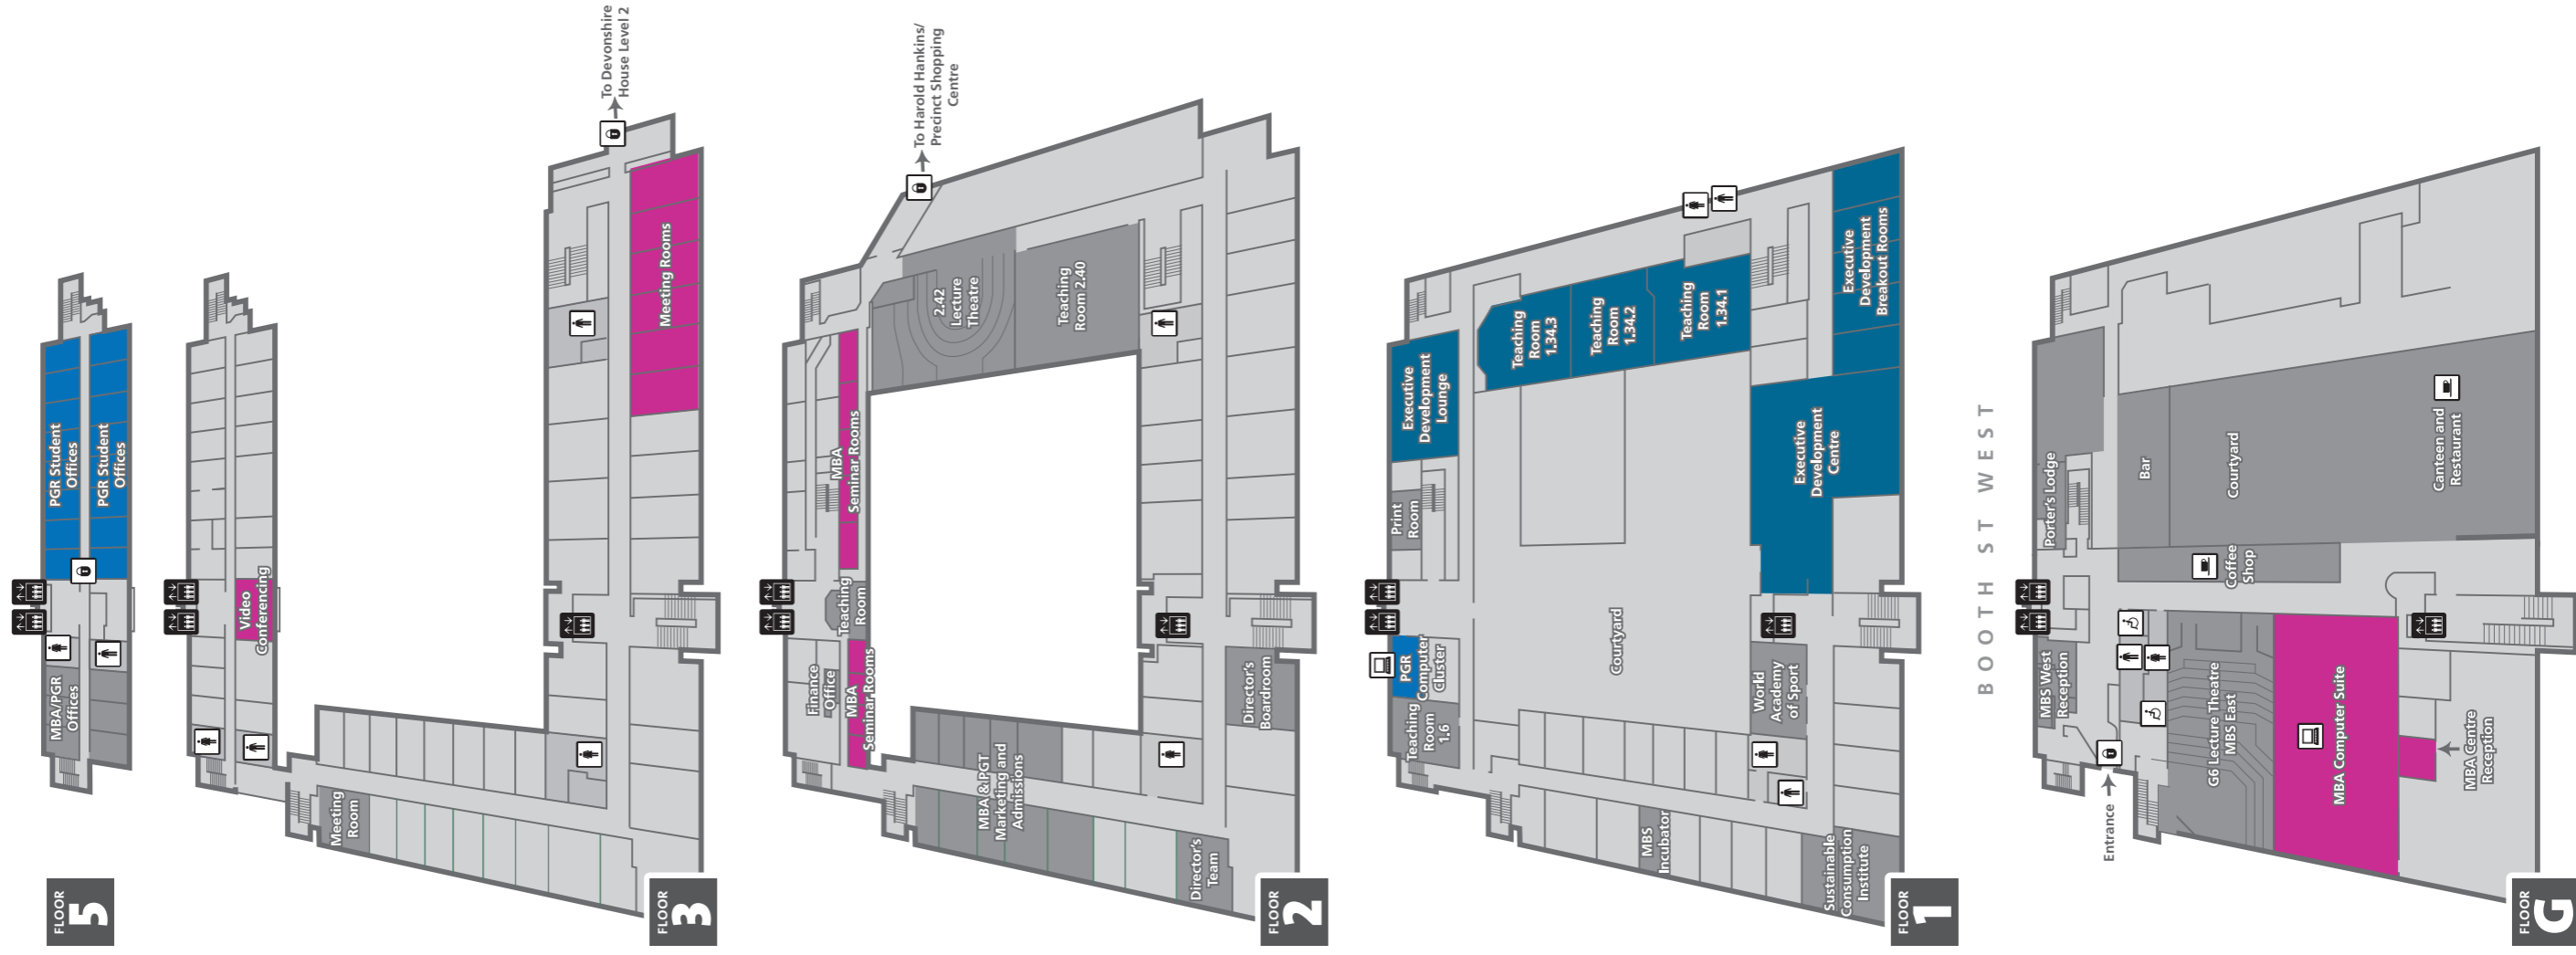 FLOOR
5
PGR Student
Offices
PGR Student
Offices
MBA/PGR
Offices
FLOOR
3
To Devonshire
House Level 2
Meeting Rooms
Video
Conferencing
Meeting
Room
FLOOR
2
To Harold Hankins/
Precinct Shopping
Centre
2.42
Lecture
Theatre
Teaching
Room 2.40
MBA
Seminar Rooms
Teaching
Room
Finance
Office
MBA
Seminar Rooms
MBA & PGT
Marketing and
Admissions
Director's
Boardroom
Director's
Team
FLOOR
1
Executive
Development
Lounge
Teaching
Room
1.34.3
Teaching
Room
1.34.2
Teaching
Room
1.34.1
Executive
Development
Breakout Rooms
Print
Room
Executive
Development
Centre
PGR
Computer
Cluster
Teaching
Room
1.6
Courtyard
World
Academy
of Sport
MBS
Incubator
Sustainable
Consumption
Institute
BOOTH ST WEST
FLOOR
G
Porter's Lodge
Bar
Courtyard
Canteen and
Restaurant
Coffee
Shop
MBS West
Reception
Entrance
G6 Lecture Theatre
MBS East
MBA Computer Suite
MBA Centre
Reception